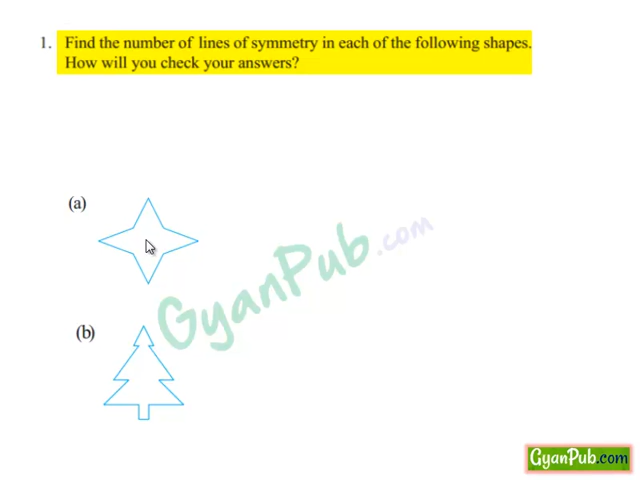 1. Find the number of lines of symmetry in each of the following shapes.
How will you check your answers?
(a)
GyanPub.com
(b)
GyanPub.com